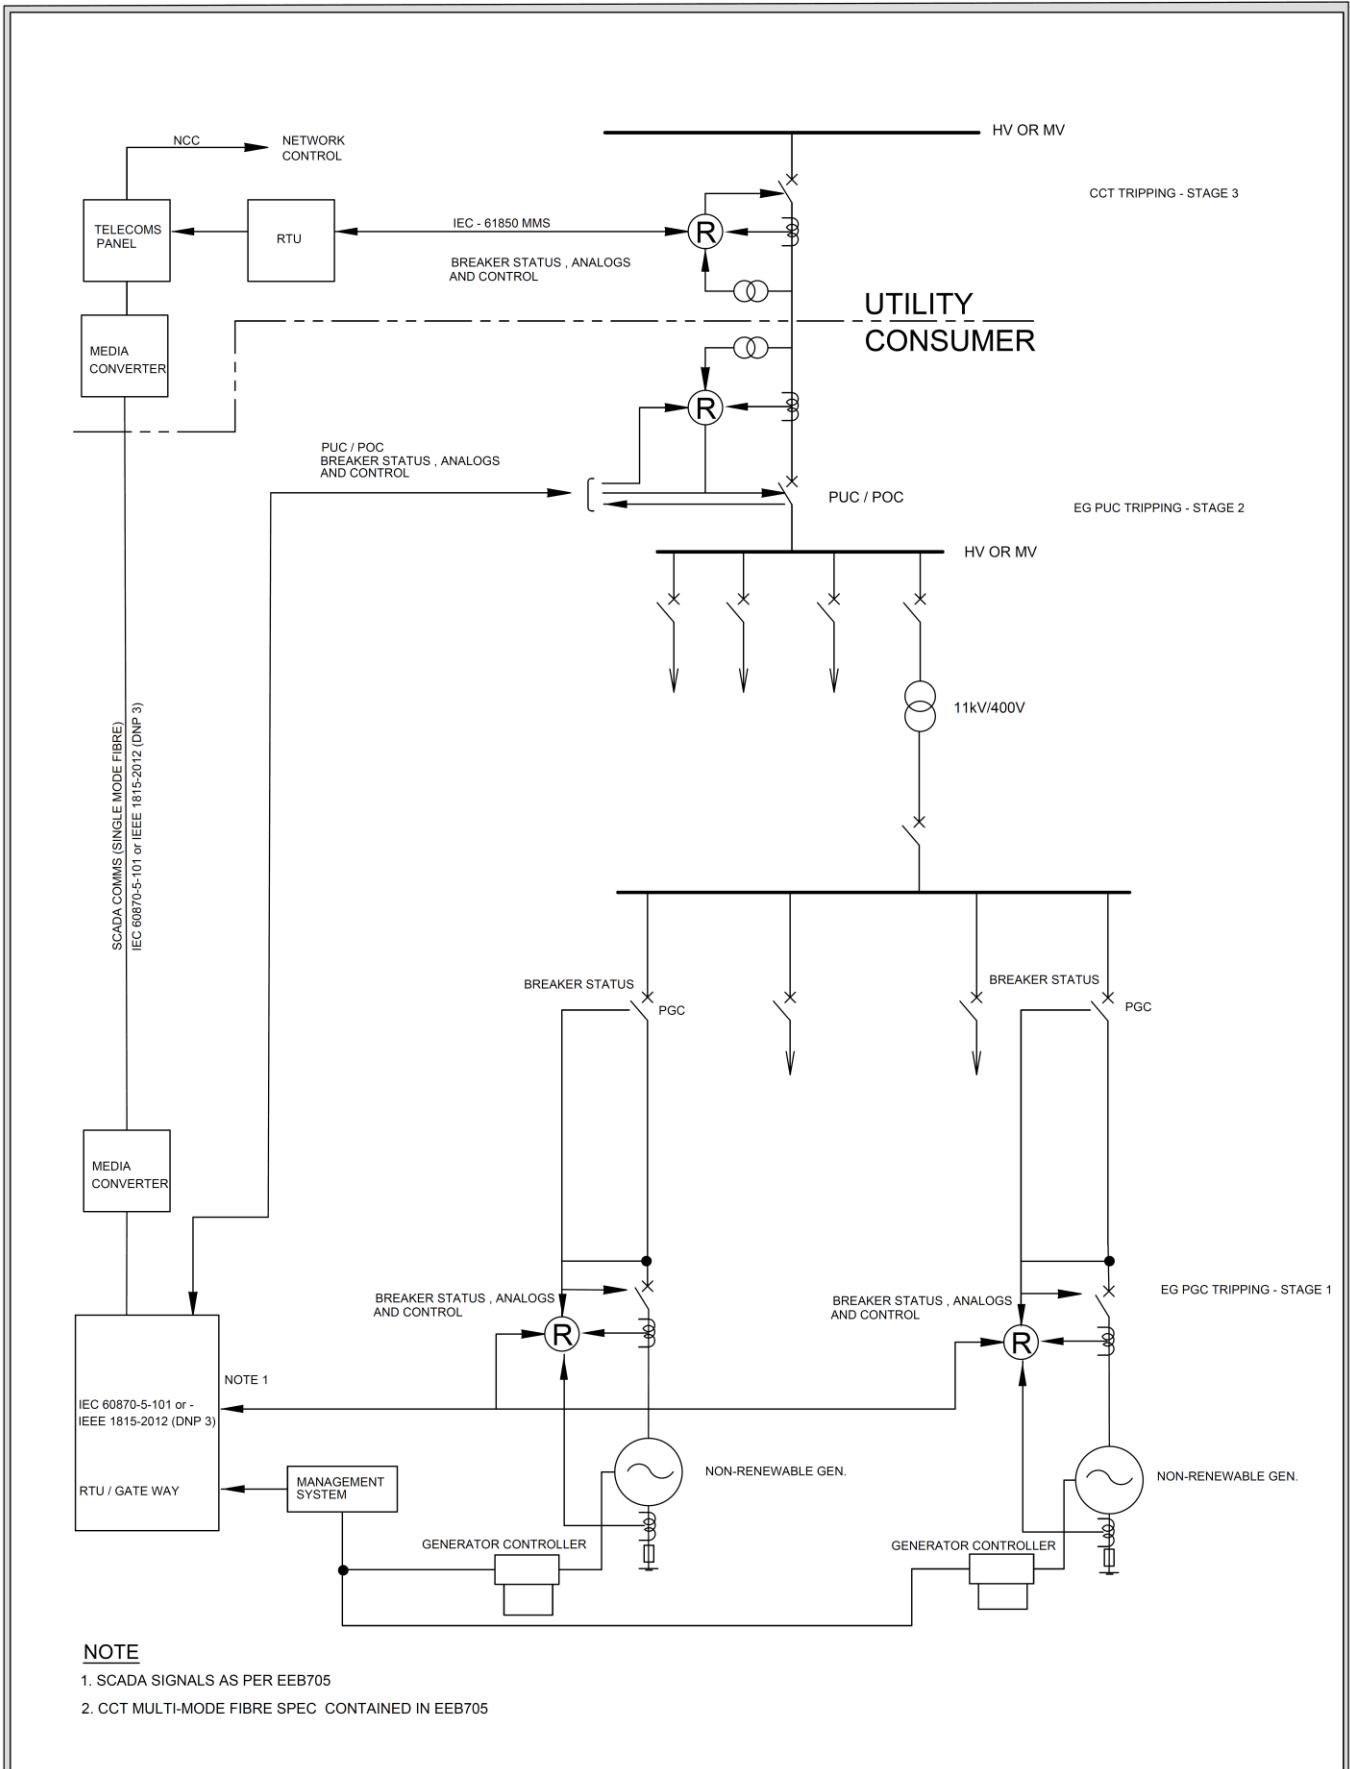 HV OR MV
NCC
NETWORK
CONTROL
CCT TRIPPING - STAGE 3
TELECOMS
PANEL
RTU
IEC - 61850 MMS
R
BREAKER STATUS , ANALOGS
AND CONTROL
UTILITY
CONSUMER
MEDIA
CONVERTER
R
PUC / POC
BREAKER STATUS , ANALOGS
AND CONTROL
PUC / POC
EG PUC TRIPPING - STAGE 2
HV OR MV
11kV/400V
SCADA COMMS (SINGLE MODE FIBRE)
IEC 60870-5-101 or IEEE 1815-2012 (DNP 3)
BREAKER STATUS
PGC
BREAKER STATUS
PGC
MEDIA
CONVERTER
BREAKER STATUS , ANALOGS
AND CONTROL
R
BREAKER STATUS , ANALOGS
AND CONTROL
R
EG PGC TRIPPING - STAGE 1
NOTE 1
IEC 60870-5-101 or -
IEEE 1815-2012 (DNP 3)
RTU / GATE WAY
MANAGEMENT
SYSTEM
NON-RENEWABLE GEN.
NON-RENEWABLE GEN.
GENERATOR CONTROLLER
GENERATOR CONTROLLER
NOTE
1. SCADA SIGNALS AS PER EEB705
2. CCT MULTI-MODE FIBRE SPEC CONTAINED IN EEB705